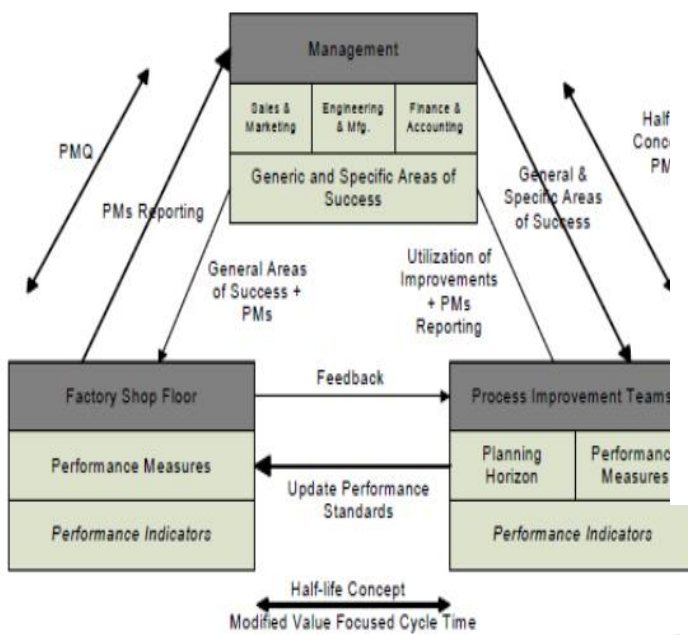 Management
Sales &
Marketing
Engineering
& Mfg.
Finance &
Accounting
Generic and Specific Areas of
Success
PMQ
PMs Reporting
General Areas
of Success +
PMs
Utilization of
Improvements
+ PMs
Reporting
General &
Specific Areas
of Success
Half
Conce
PM
Factory Shop Floor
Performance Measures
Performance Indicators
Feedback
Update Performance
Standards
Process Improvement Teams
Planning
Horizon
Performanc
Measures
Performance Indicators
Half-life Concept
Modified Value Focused Cycle Time